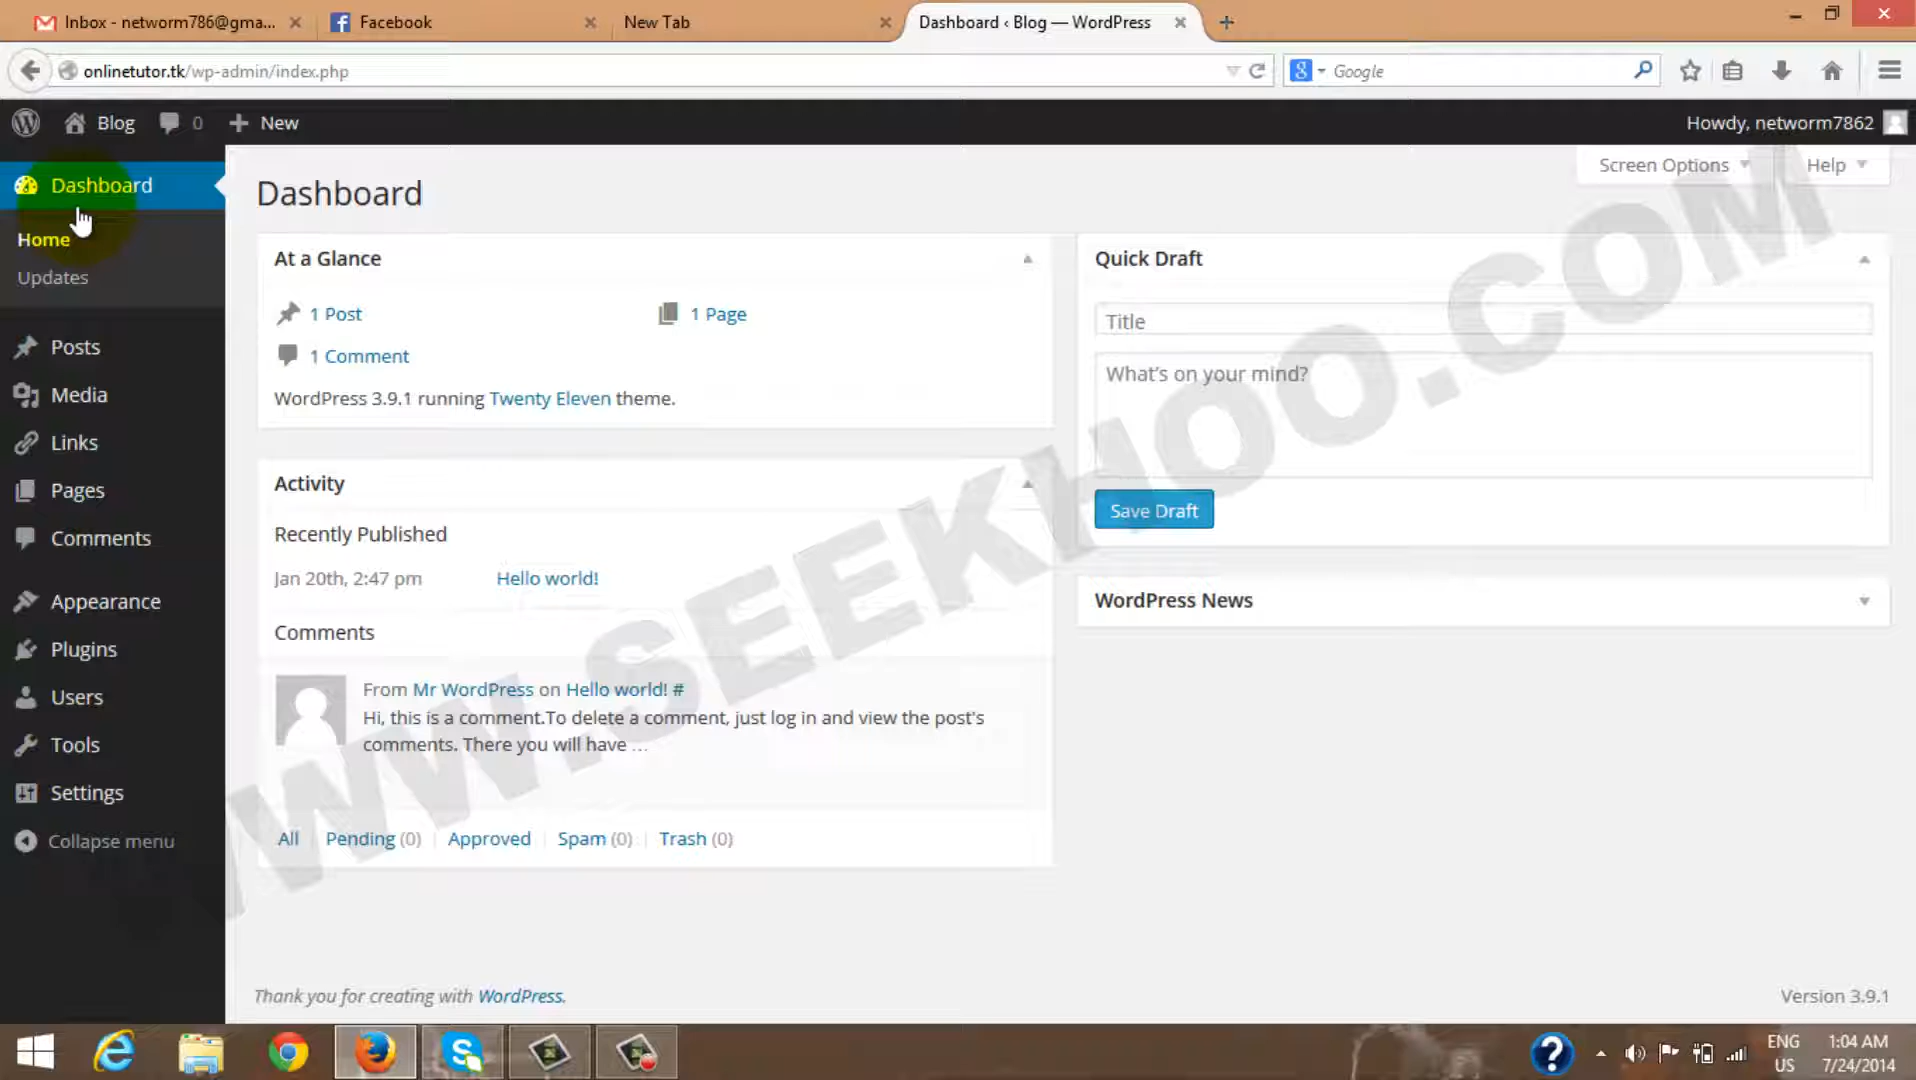 Inbox - networm786@gma...
Facebook
New Tab
Dashboard ‹ Blog — WordPress
onlinetutor.tk/wp-admin/index.php
Google
Blog
0
New
Howdy, networm7862
Dashboard
Home
Updates
Posts
Media
Links
Pages
Comments
Appearance
Plugins
Users
Tools
Settings
Collapse menu
Screen Options
Help
Dashboard
At a Glance
1 Post
1 Page
1 Comment
WordPress 3.9.1 running Twenty Eleven theme.
Activity
Recently Published
Jan 20th, 2:47 pm
Hello world!
Comments
From Mr WordPress on Hello world! #
Hi, this is a comment.To delete a comment, just log in and view the post's
comments. There you will have …
All | Pending (0) | Approved | Spam (0) | Trash (0)
Quick Draft
Title
What's on your mind?
Save Draft
WordPress News
WWW.SEEKHOO.COM
Thank you for creating with WordPress.
Version 3.9.1
ENG
US
1:04 AM
7/24/2014